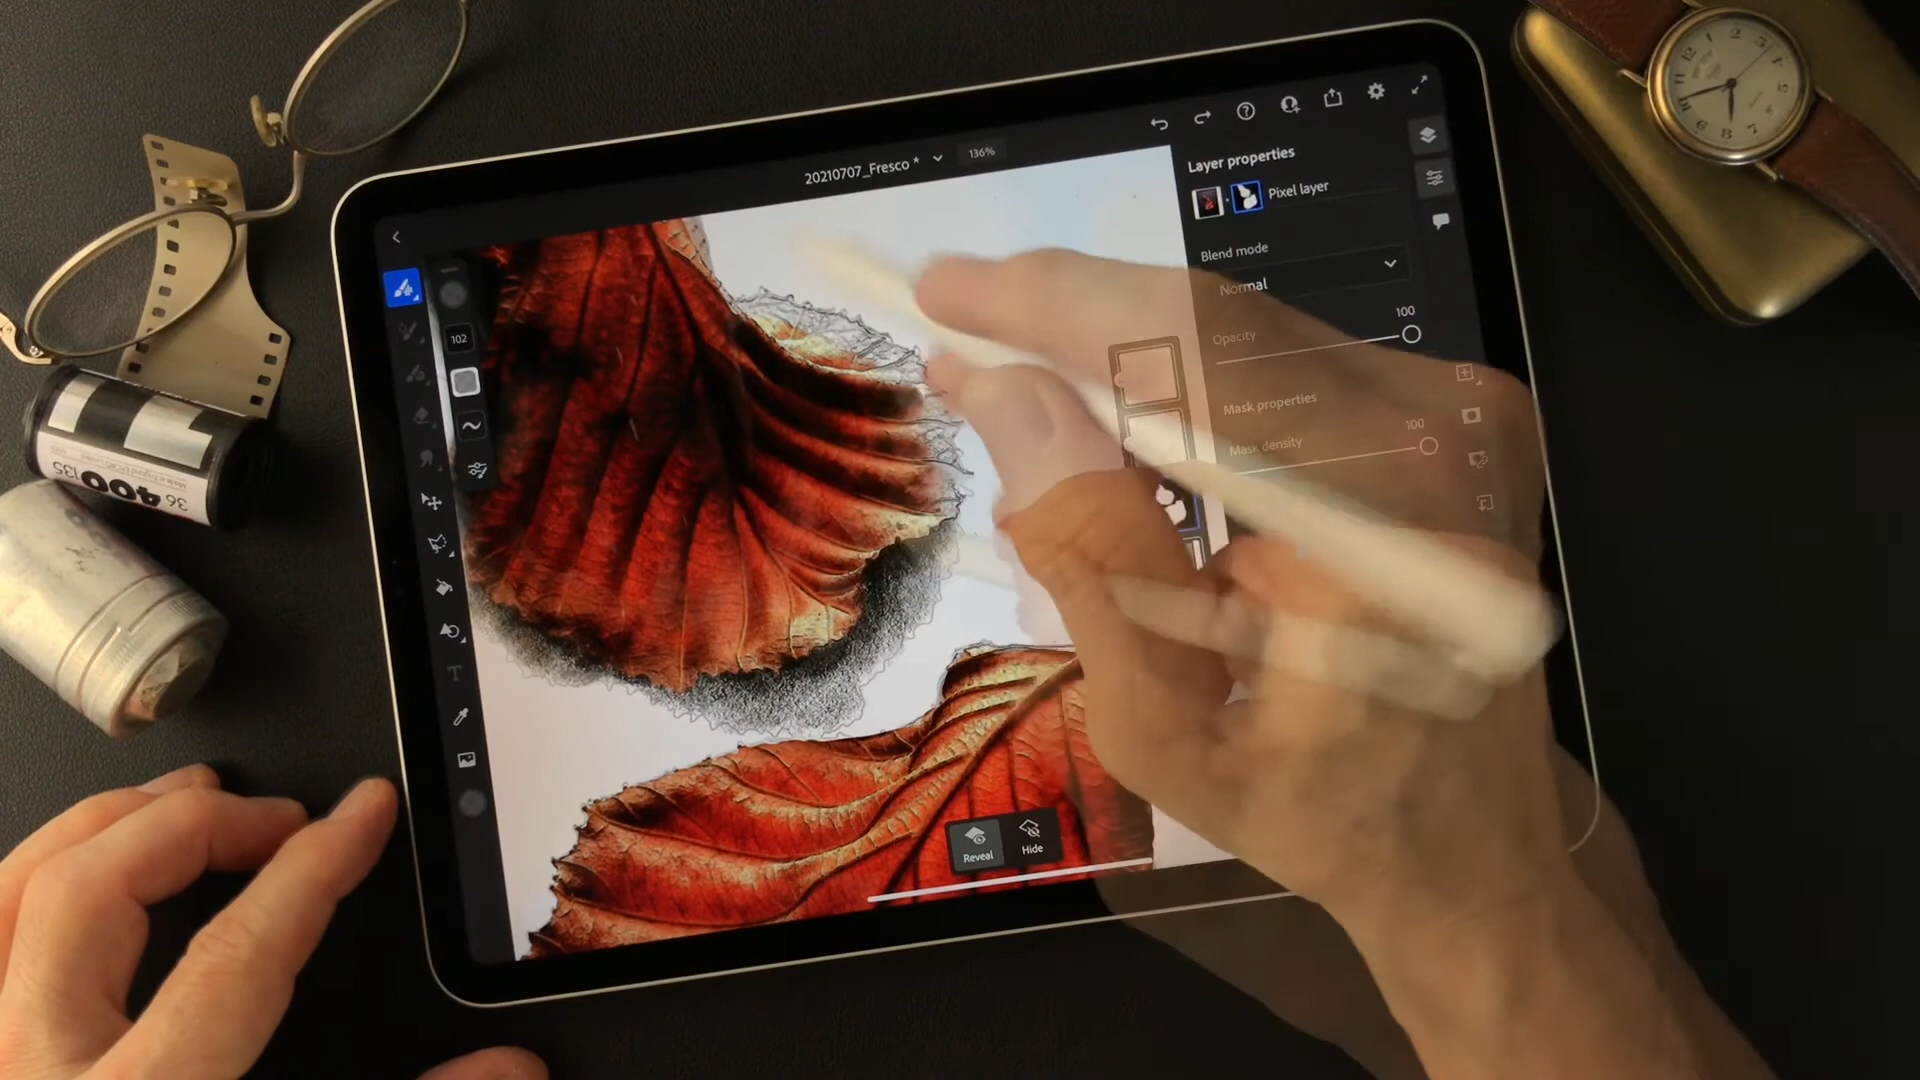 20210707_Fresco *
136%
Layer properties
Pixel layer
Blend mode
Normal
Opacity
100
Mask properties
Mask density
100
102
T
Reveal
Hide
400
135
36